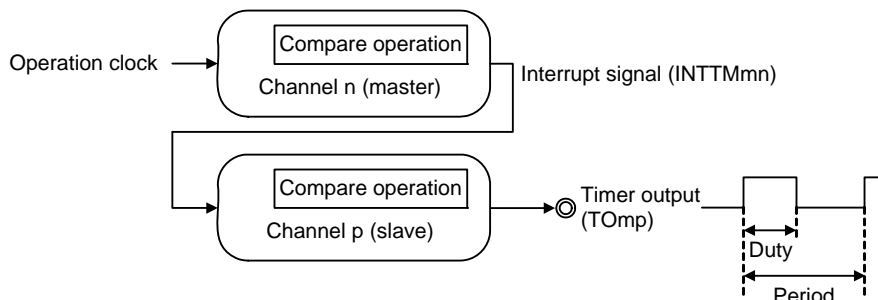 Compare operation
Operation clock
Channel n (master)
Interrupt signal (INTTMmn)
Compare operation
Channel p (slave)
Timer output
(TOmp)
Duty
Period